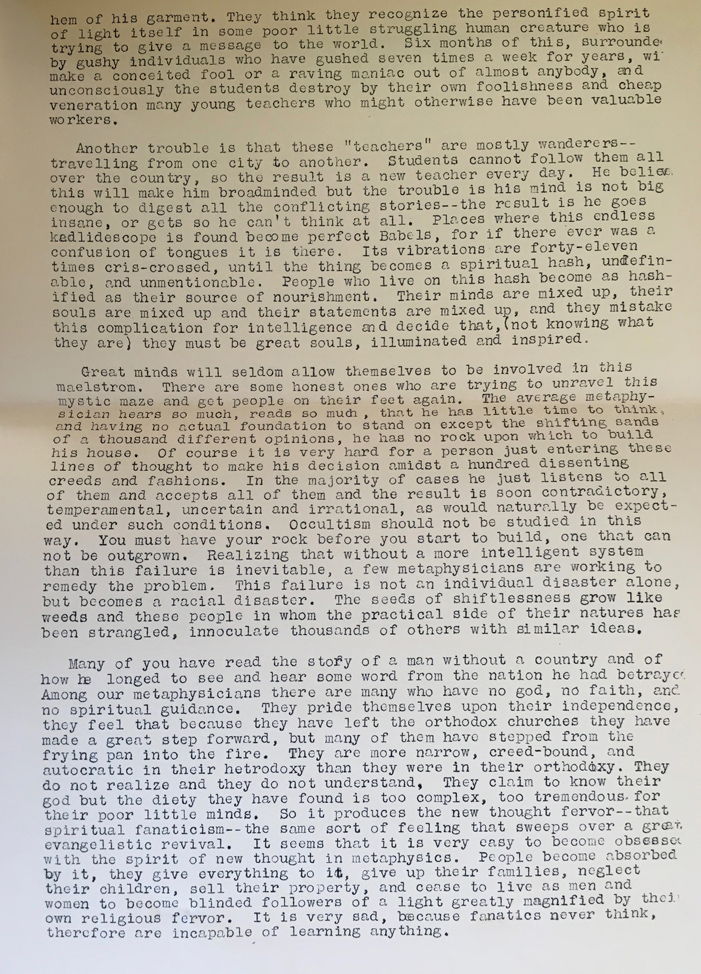 hem of his garment. They think they recognize the personified spirit
of light itself in some poor little struggling human creature who is
trying to give a message to the world. Six months of this, surrounde
by gushy individuals who have gushed seven times a week for years, wi
make a conceited fool or a raving maniac out of almost anybody, and
unconsciously the students destroy by their own foolishness and cheap
veneration many young teachers who might otherwise have been valuable
workers.
Another trouble is that these "teachers" are mostly wanderers--
travelling from one city to another. Students cannot follow them all
over the country, so the result is a new teacher every day. He believ
this will make him broadminded but the trouble is his mind is not big
enough to digest all the conflicting stories--the result is he goes
insane, or gets so he can't think at all. Places where this endless
kadlidescope is found become perfect Babels, for if there ever was a
confusion of tongues it is there. Its vibrations are forty-eleven
times cris-crossed, until the thing becomes a spiritual hash, undefin-
able, and unmentionable. People who live on this hash become as hash-
ified as their source of nourishment. Their minds are mixed up, their
souls are mixed up and their statements are mixed up, and they mistake
this complication for intelligence and decide that, (not knowing what
they are) they must be great souls, illuminated and inspired.
Great minds will seldom allow themselves to be involved in this
maelstrom. There are some honest ones who are trying to unravel this
mystic maze and get people on their feet again. The average metaphy-
sician hears so much, reads so much, that he has little time to think,
and having no actual foundation to stand on except the shifting sands
of a thousand different opinions, he has no rock upon which to build
his house. Of course it is very hard for a person just entering these
lines of thought to make his decision amidst a hundred dissenting
creeds and fashions. In the majority of cases he just listens to all
of them and accepts all of them and the result is soon contradictory,
temperamental, uncertain and irrational, as would naturally be expect-
ed under such conditions. Occultism should not be studied in this
way. You must have your rock before you start to build, one that can
not be outgrown. Realizing that without a more intelligent system
than this failure is inevitable, a few metaphysicians are working to
remedy the problem. This failure is not an individual disaster alone,
but becomes a racial disaster. The seeds of shiftlessness grow like
weeds and these people in whom the practical side of their natures has
been strangled, innoculate thousands of others with similar ideas.
Many of you have read the story of a man without a country and of
how he longed to see and hear some word from the nation he had betrayed
Among our metaphysicians there are many who have no god, no faith, and
no spiritual guidance. They pride themselves upon their independence,
they feel that because they have left the orthodox churches they have
made a great step forward, but many of them have stepped from the
frying pan into the fire. They are more narrow, creed-bound, and
autocratic in their hetrodoxy than they were in their orthodoxy. They
do not realize and they do not understand, They claim to know their
god but the diety they have found is too complex, too tremendous for
their poor little minds. So it produces the new thought fervor--that
spiritual fanaticism--the same sort of feeling that sweeps over a great
evangelistic revival. It seems that it is very easy to become obsesse
with the spirit of new thought in metaphysics. People become absorbed
by it, they give everything to it, give up their families, neglect
their children, sell their property, and cease to live as men and
women to become blinded followers of a light greatly magnified by thei
own religious fervor. It is very sad, because fanatics never think,
therefore are incapable of learning anything.